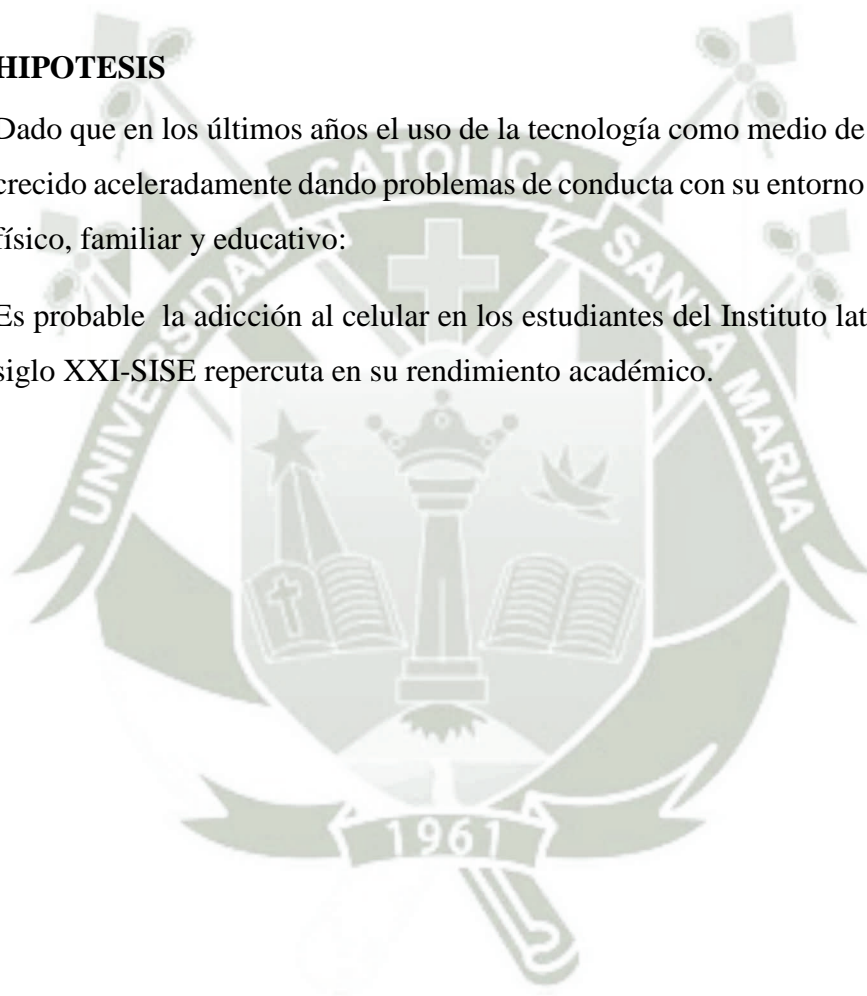 HIPOTESIS
Dado que en los últimos años el uso de la tecnología como medio de
crecido aceleradamente dando problemas de conducta con su entorno
físico, familiar y educativo:
Es probable  la adicción al celular en los estudiantes del Instituto lat
siglo XXI-SISE repercuta en su rendimiento académico.
UNIVERSIDAD CATOLICA SANTA MARIA
1961